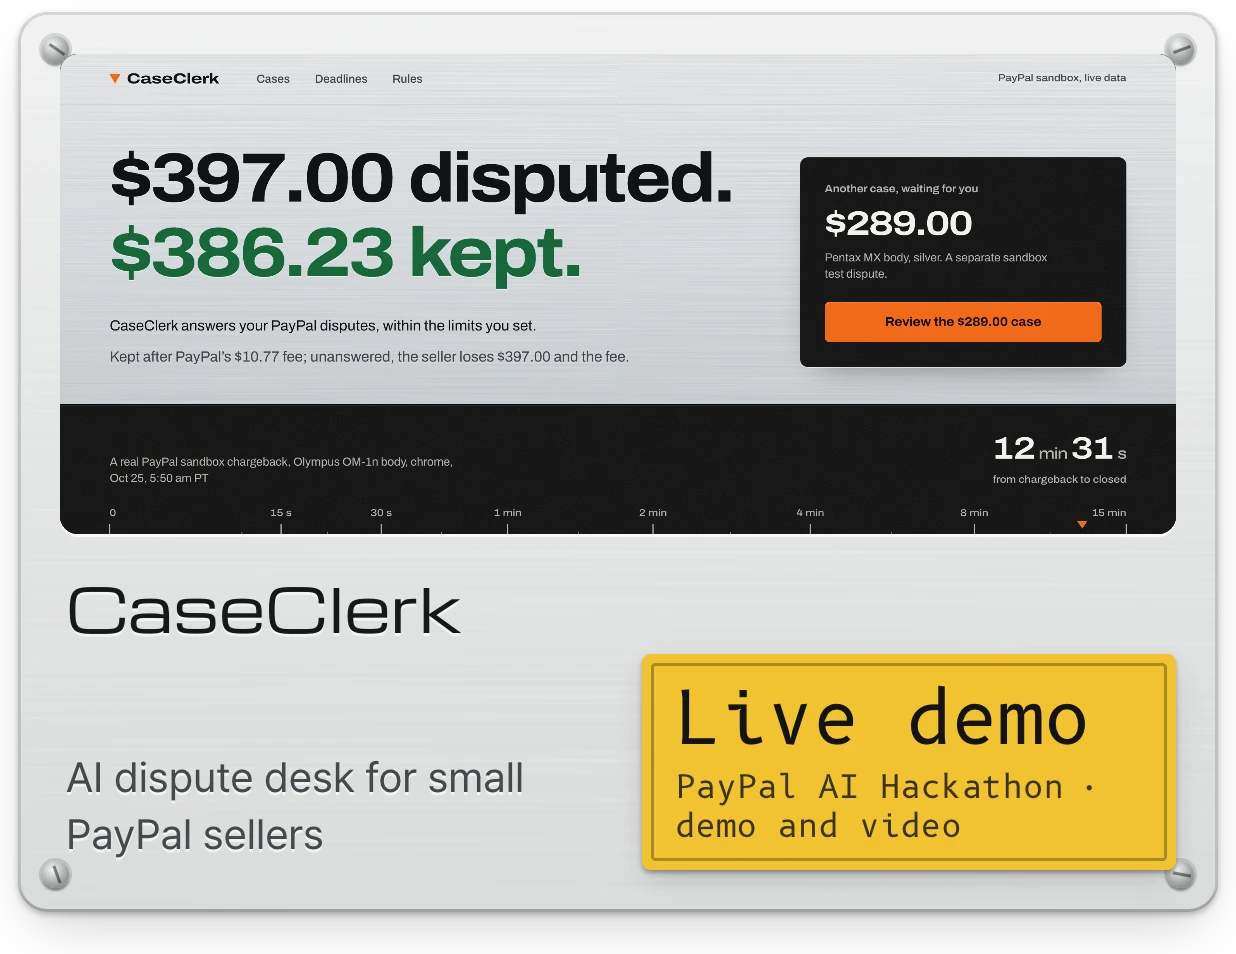 CaseClerk Cases Deadlines Rules PayPal sandbox, live data
$397.00 disputed.
$386.23 kept.
CaseClerk answers your PayPal disputes, within the limits you set.
Kept after PayPal's $10.77 fee; unanswered, the seller loses $397.00 and the fee.
Another case, waiting for you
$289.00
Pentax MX body, silver. A separate sandbox
test dispute.
Review the $289.00 case
A real PayPal sandbox chargeback, Olympus OM-1n body, chrome,
Oct 25, 5:50 am PT
12 min 31 s
from chargeback to closed
0 15 s 30 s 1 min 2 min 4 min 8 min 15 min
CaseClerk
AI dispute desk for small
PayPal sellers
Live demo
PayPal AI Hackathon ·
demo and video